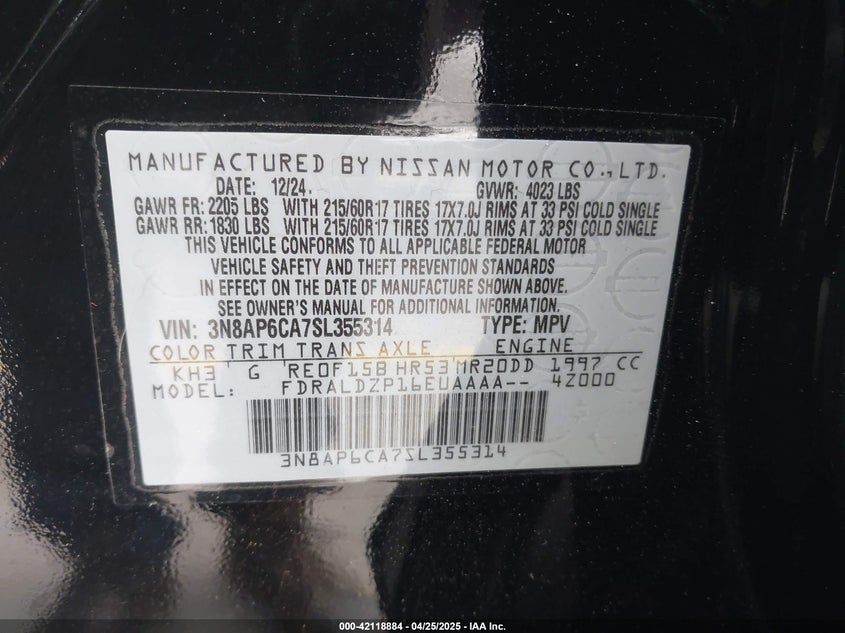 MANUFACTURED BY NISSAN MOTOR CO.,LTD.
DATE: 12/24. GVWR: 4023 LBS
GAWR FR: 2205 LBS WITH 215/60R17 TIRES 17X7.0J RIMS AT 33 PSI COLD SINGLE
GAWR RR: 1830 LBS WITH 215/60R17 TIRES 17X7.0J RIMS AT 33 PSI COLD SINGLE
THIS VEHICLE CONFORMS TO ALL APPLICABLE FEDERAL MOTOR
VEHICLE SAFETY AND THEFT PREVENTION STANDARDS
IN EFFECT ON THE DATE OF MANUFACTURE SHOWN ABOVE.
SEE OWNER'S MANUAL FOR ADDITIONAL INFORMATION.
VIN: 3N8AP6CA7SL355314 TYPE: MPV
COLOR TRIM TRANS AXLE ENGINE
KH3 G RE0F15B HR53 MR20DD 1997 CC
MODEL: FDRALDZP16EUAAAA-- 4Z000
3N8AP6CA7SL355314
000-42118884 - 04/25/2025 - IAA Inc.